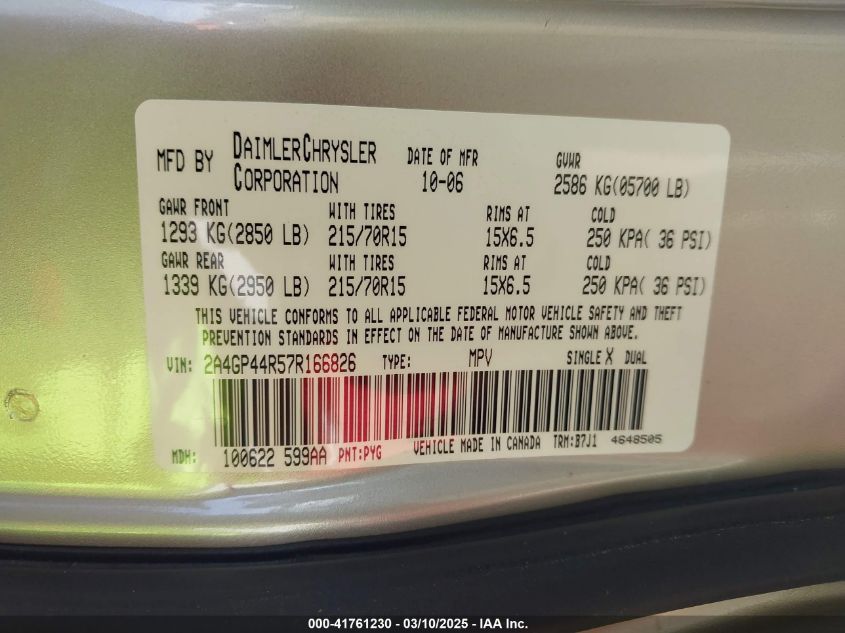 MFD BY DAIMLERCHRYSLER CORPORATION DATE OF MFR 10-06 GVWR 2586 KG(05700 LB)
GAWR FRONT WITH TIRES RIMS AT COLD
1293 KG(2850 LB) 215/70R15 15X6.5 250 KPA( 36 PSI)
GAWR REAR WITH TIRES RIMS AT COLD
1339 KG(2950 LB) 215/70R15 15X6.5 250 KPA( 36 PSI)
THIS VEHICLE CONFORMS TO ALL APPLICABLE FEDERAL MOTOR VEHICLE SAFETY AND THEFT
PREVENTION STANDARDS IN EFFECT ON THE DATE OF MANUFACTURE SHOWN ABOVE.
VIN: 2A4GP44R57R166826 TYPE: MPV SINGLE X DUAL
MDH: 100622 599AA PNT:PYG VEHICLE MADE IN CANADA TRM:B7J1 4648505
000-41761230 - 03/10/2025 - IAA Inc.